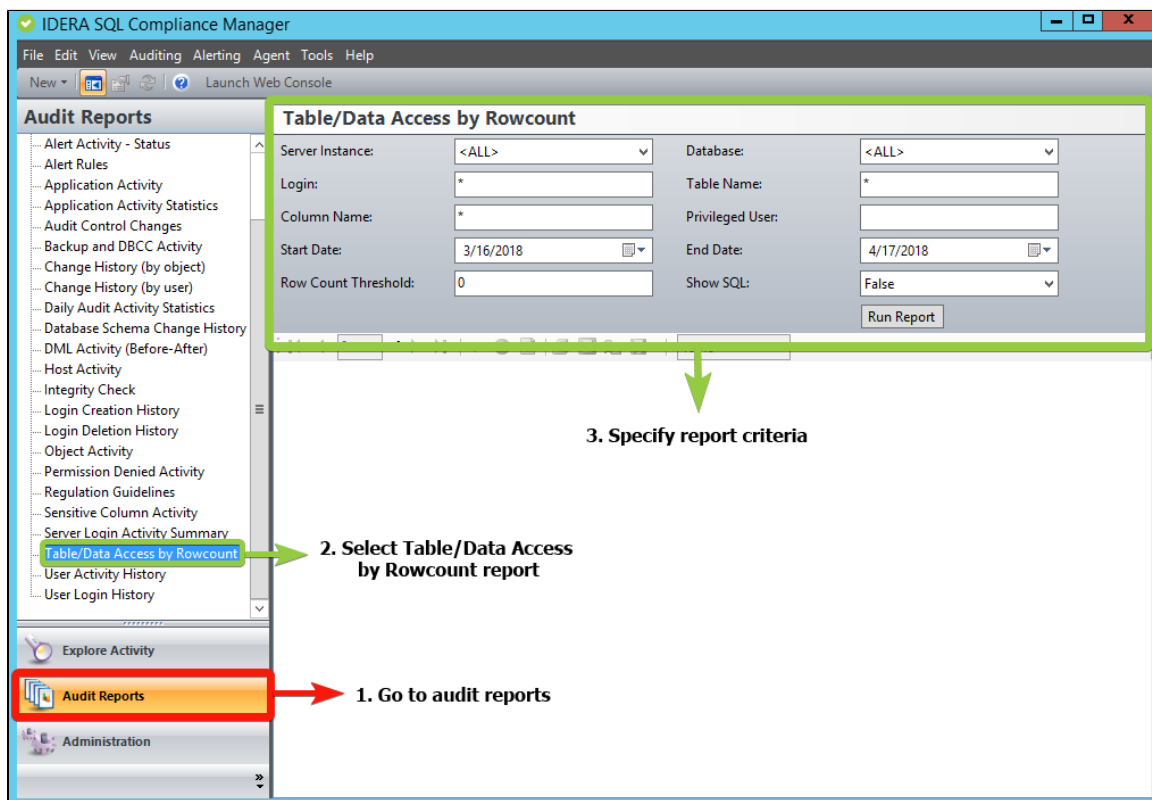 IDERA SQL Compliance Manager
File Edit View Auditing Alerting Agent Tools Help
New Launch Web Console
Audit Reports
Alert Activity - Status
Alert Rules
Application Activity
Application Activity Statistics
Audit Control Changes
Backup and DBCC Activity
Change History (by object)
Change History (by user)
Daily Audit Activity Statistics
Database Schema Change History
DML Activity (Before-After)
Host Activity
Integrity Check
Login Creation History
Login Deletion History
Object Activity
Permission Denied Activity
Regulation Guidelines
Sensitive Column Activity
Server Login Activity Summary
Table/Data Access by Rowcount
User Activity History
User Login History
Explore Activity
Audit Reports
Administration
Table/Data Access by Rowcount
Server Instance: <ALL> Database: <ALL>
Login: * Table Name: *
Column Name: * Privileged User:
Start Date: 3/16/2018 End Date: 4/17/2018
Row Count Threshold: 0 Show SQL: False
Run Report
3. Specify report criteria
2. Select Table/Data Access
by Rowcount report
1. Go to audit reports